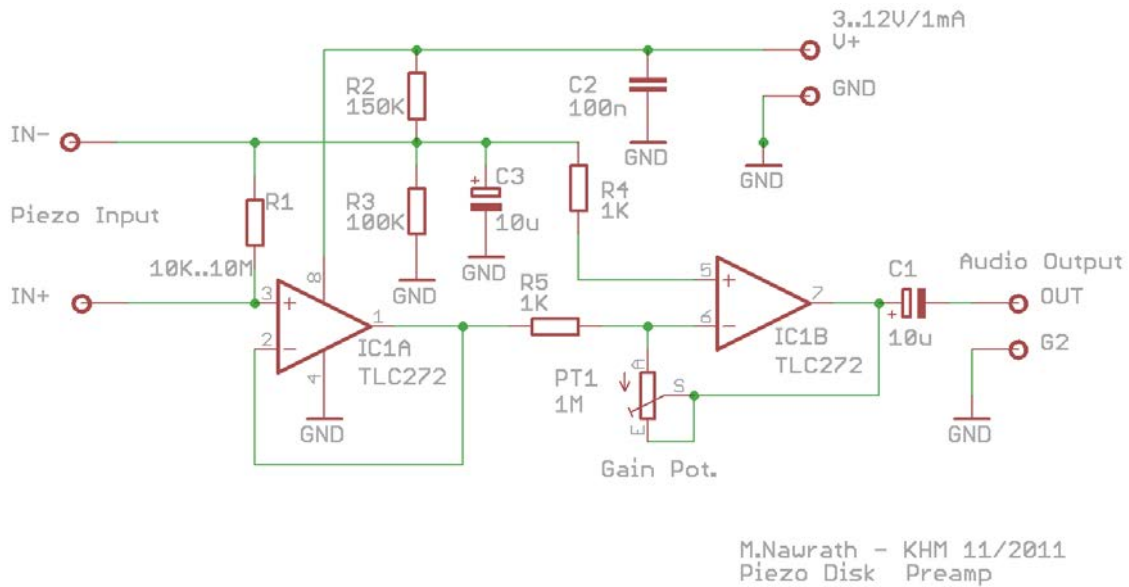 3..12V/1mA
V+
R2
150K
C2
100n
GND
IN-
GND
GND
R1
C3
R4
1K
Piezo Input
R3
100K
10u
10K..10M
GND
GND
8
5
C1
Audio Output
IN+
3
R5
1K
7
OUT
1
2
6
IC1A
TLC272
IC1B
TLC272
10u
G2
4
PT1
1M
A
S
E
GND
GND
Gain Pot.
M.Nawrath - KHM 11/2011
Piezo Disk Preamp